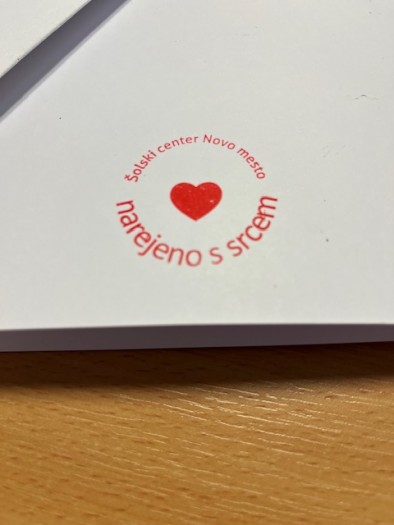 Šolski center Novo mesto
narejeno s srcem